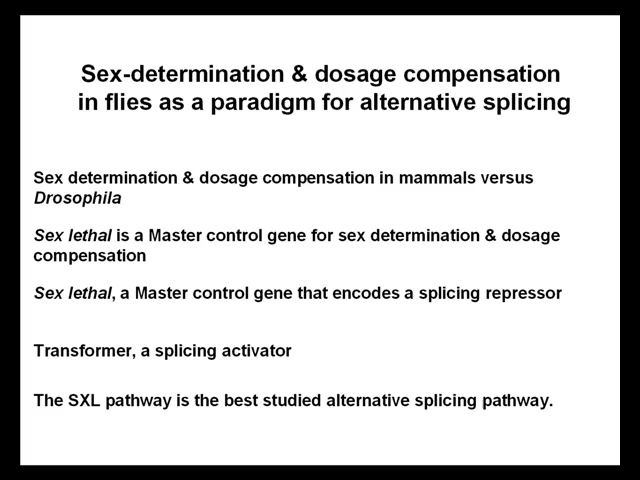 Sex-determination & dosage compensation
in flies as a paradigm for alternative splicing
Sex determination & dosage compensation in mammals versus
Drosophila
Sex lethal is a Master control gene for sex determination & dosage
compensation
Sex lethal, a Master control gene that encodes a splicing repressor
Transformer, a splicing activator
The SXL pathway is the best studied alternative splicing pathway.